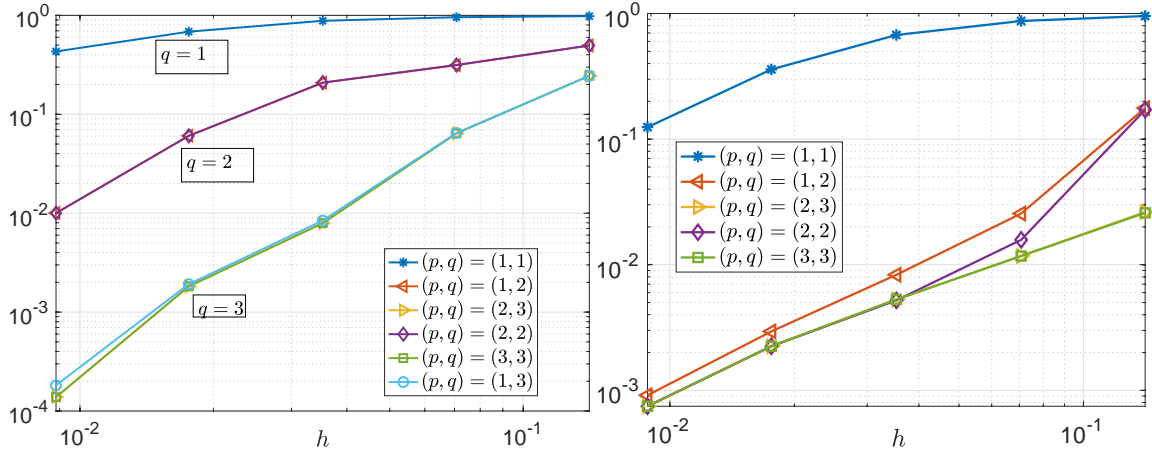 10^0
10^-1
10^-2
10^-3
10^-4
10^-2
10^-1
h
q = 1
q = 2
q = 3
(p, q) = (1, 1)
(p, q) = (1, 2)
(p, q) = (2, 3)
(p, q) = (2, 2)
(p, q) = (3, 3)
(p, q) = (1, 3)
10^0
10^-1
10^-2
10^-3
10^-2
10^-1
h
(p, q) = (1, 1)
(p, q) = (1, 2)
(p, q) = (2, 3)
(p, q) = (2, 2)
(p, q) = (3, 3)